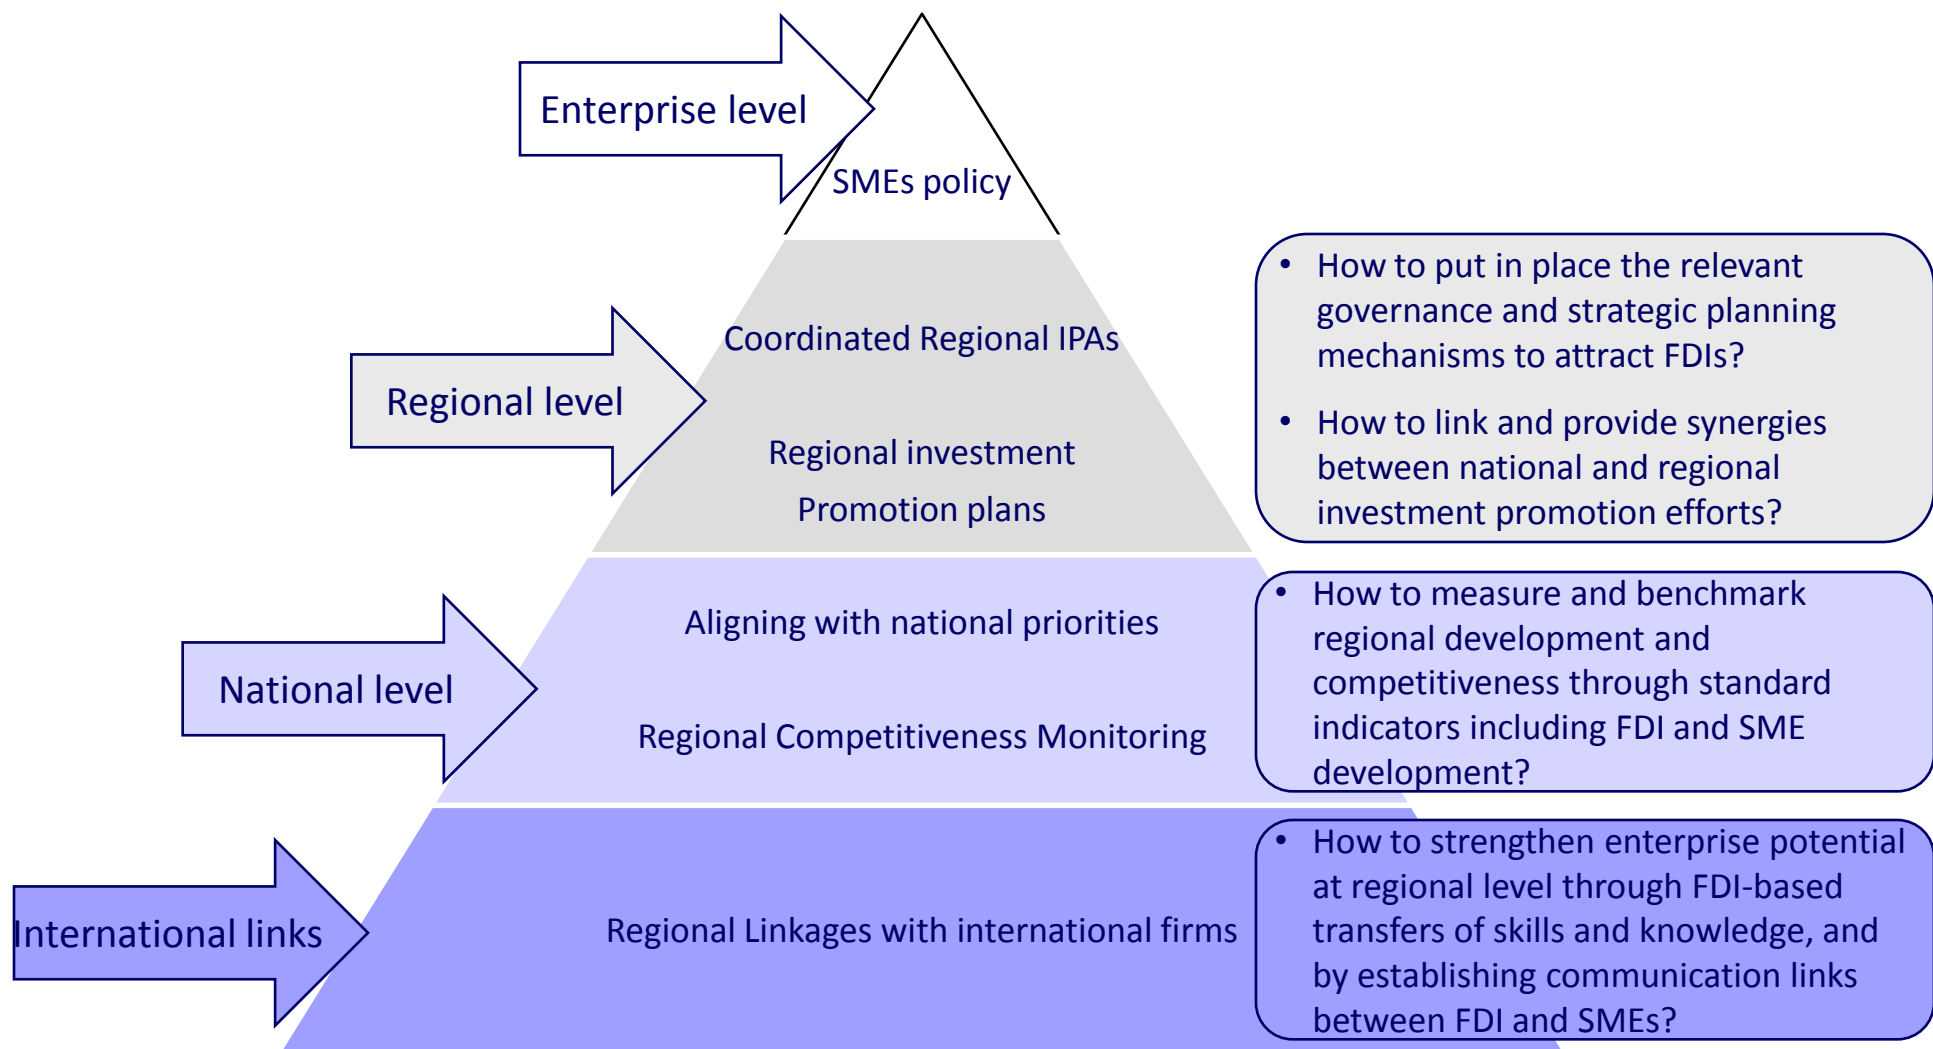 Enterprise level
SMEs policy
Regional level
Coordinated Regional IPAs
Regional investment
Promotion plans
• How to put in place the relevant
governance and strategic planning
mechanisms to attract FDIs?
• How to link and provide synergies
between national and regional
investment promotion efforts?
National level
Aligning with national priorities
Regional Competitiveness Monitoring
• How to measure and benchmark
regional development and
competitiveness through standard
indicators including FDI and SME
development?
International links
Regional Linkages with international firms
• How to strengthen enterprise potential
at regional level through FDI-based
transfers of skills and knowledge, and
by establishing communication links
between FDI and SMEs?